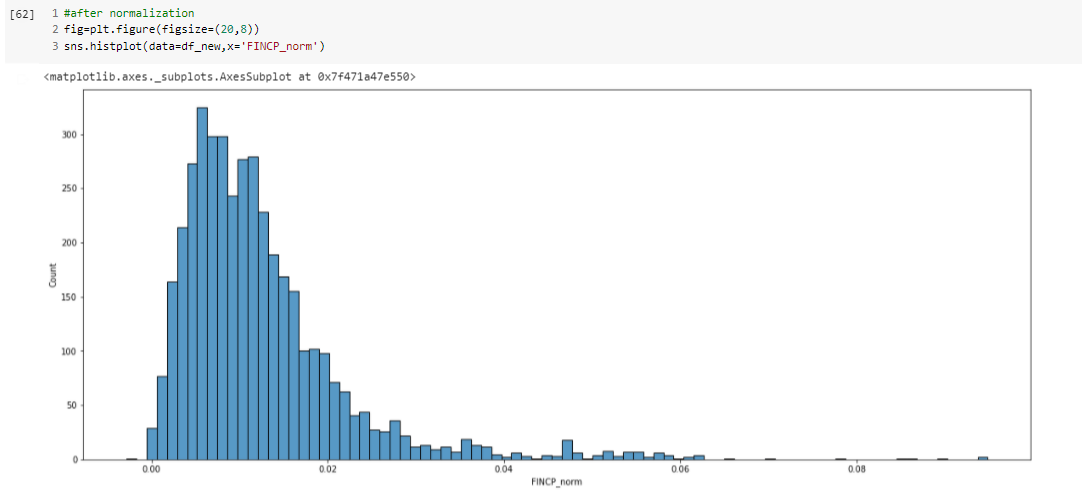 [62] 1 #after normalization
2 fig=plt.figure(figsize=(20,8))
3 sns.histplot(data=df_new,x='FINCP_norm')
<matplotlib.axes._subplots.AxesSubplot at 0x7f471a47e550>
300
250
200
150
100
50
0
Count
0.00 0.02 0.04 0.06 0.08
FINCP_norm